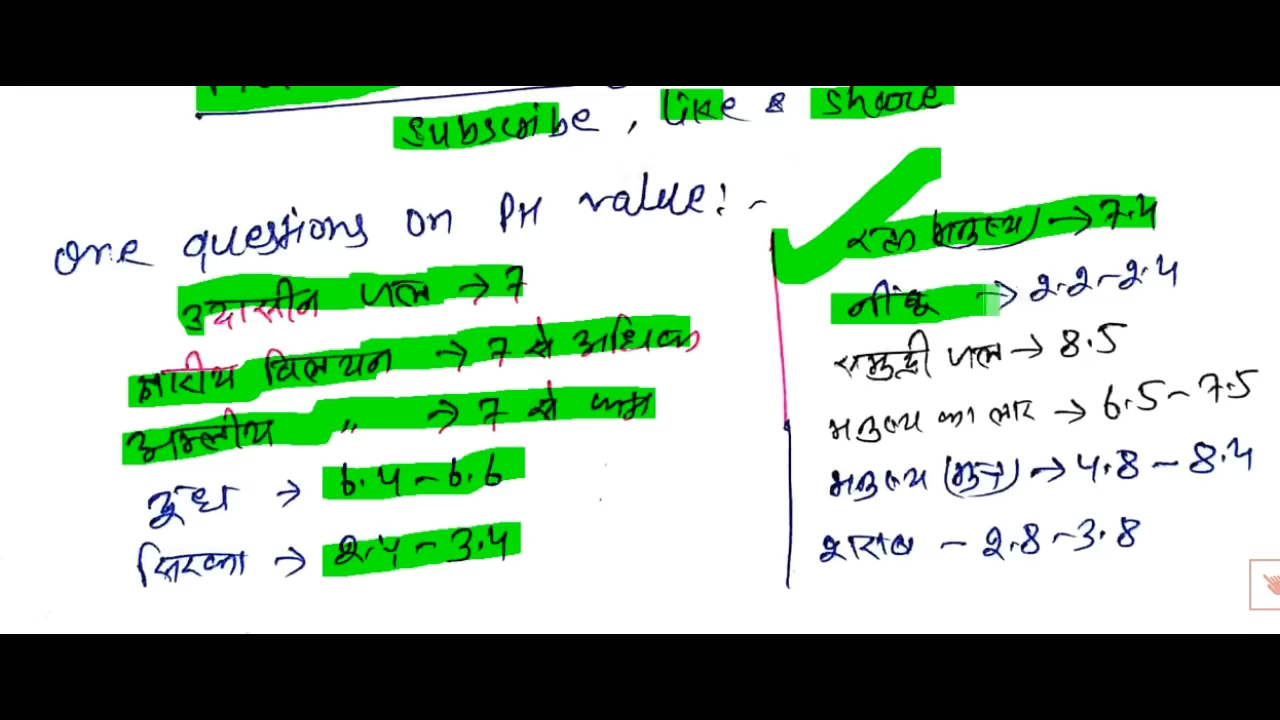 Subscribe, Like & Share
One questions on PH value:-
उदासीन जल → 7
क्षारीय विलयन → 7 से अधिक
अम्लीय " → 7 से कम
दुध → 6.4 - 6.6
सिरका → 2.4 - 3.4
रक्त (मनुष्य) → 7.4
नींबू → 2.2 - 2.4
समुद्री जल → 8.5
मनुष्य का लार → 6.5 - 7.5
मनुष्य (मुत्र) → 4.8 - 8.4
शराब - 2.8 - 3.8